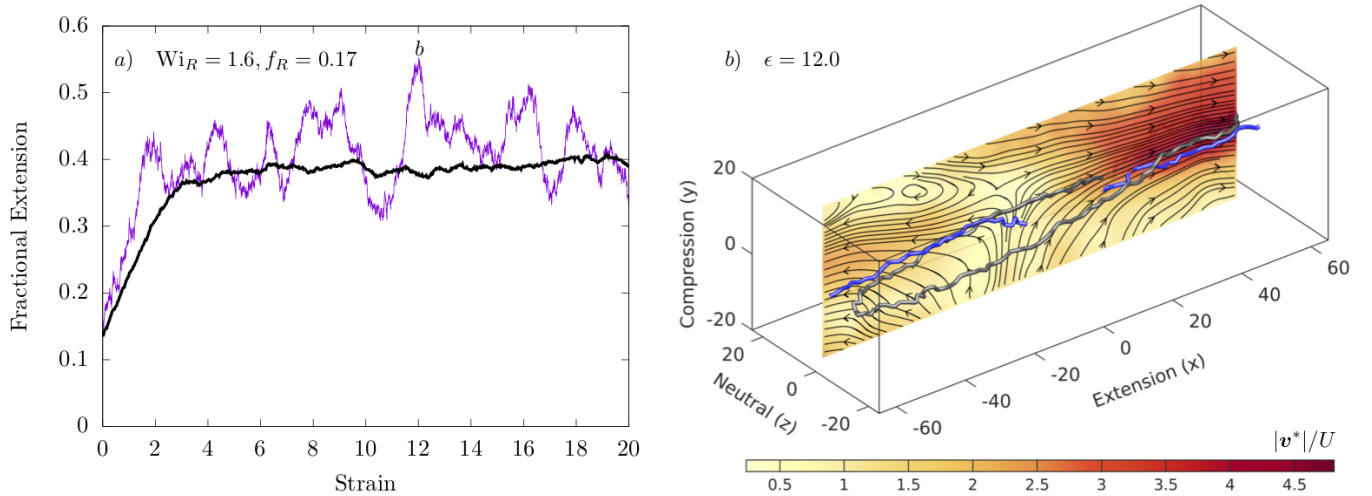 a) Wi_R = 1.6, f_R = 0.17
b
Fractional Extension
0.6
0.5
0.4
0.3
0.2
0.1
0
0 2 4 6 8 10 12 14 16 18 20
Strain
b) ϵ = 12.0
Compression (y)
20
0
-20
Neutral (z)
20
0
-20
Extension (x)
-60
-40
-20
0
20
40
60
|v*|/U
0.5 1 1.5 2 2.5 3 3.5 4 4.5